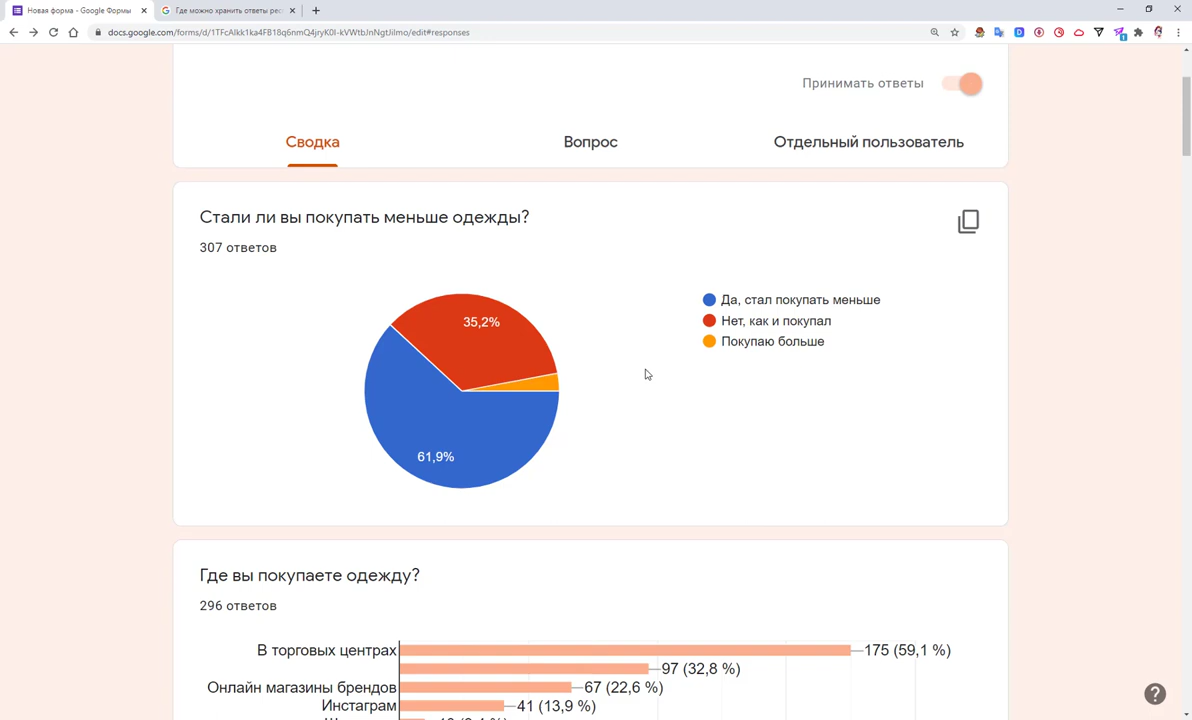 Новая форма - Google Формы
Где можно хранить ответы рес
docs.google.com/forms/d/1TFcAlkk1ka4FB18q6nmQ4jryK0I-kVWtbJnNgtJilmo/edit#responses
Принимать ответы
Сводка
Вопрос
Отдельный пользователь
Стали ли вы покупать меньше одежды?
307 ответов
35,2%
61,9%
Да, стал покупать меньше
Нет, как и покупал
Покупаю больше
Где вы покупаете одежду?
296 ответов
В торговых центрах 175 (59,1 %)
97 (32,8 %)
Онлайн магазины брендов 67 (22,6 %)
Инстаграм 41 (13,9 %)